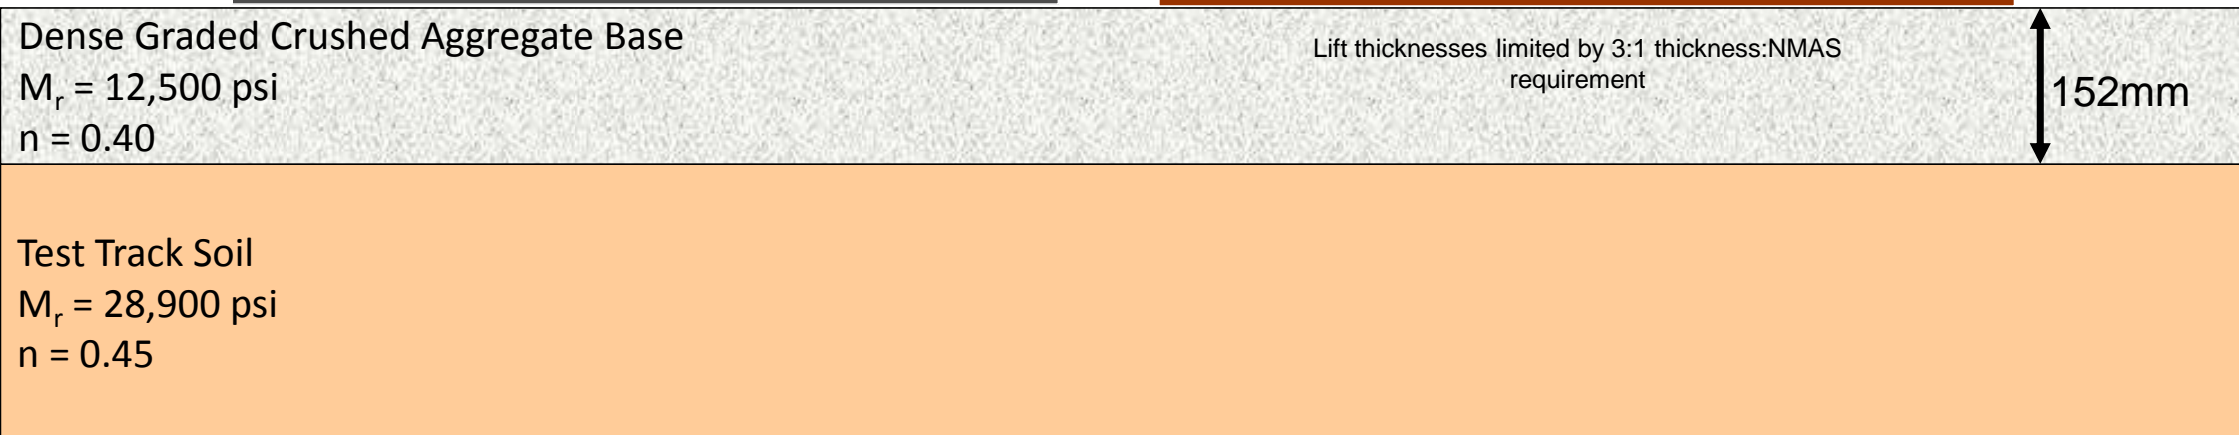 Dense Graded Crushed Aggregate Base
Mr = 12,500 psi
n = 0.40
Lift thicknesses limited by 3:1 thickness:NMAS
requirement
152mm
Test Track Soil
Mr = 28,900 psi
n = 0.45